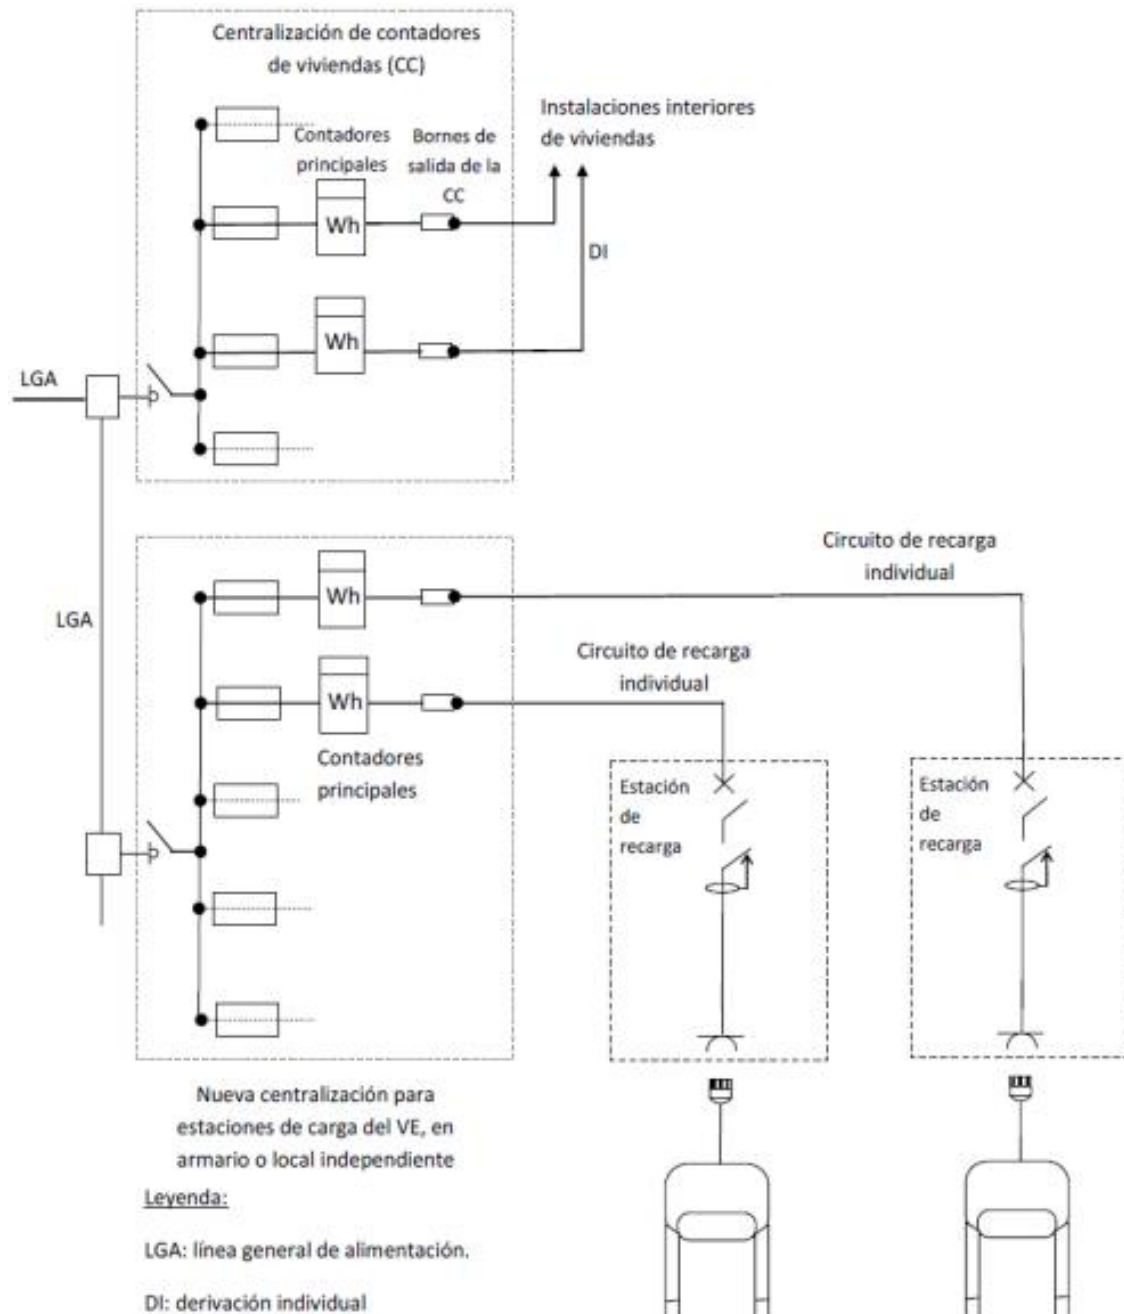 Centralización de contadores
de viviendas (CC)
Instalaciones interiores
de viviendas
Contadores
principales
Bornes de
salida de la
CC
Wh
DI
Wh
LGA
Circuito de recarga
individual
Wh
LGA
Circuito de recarga
individual
Wh
Contadores
principales
Estación
de
recarga
Estación
de
recarga
Nueva centralización para
estaciones de carga del VE, en
armario o local independiente
Leyenda:
LGA: línea general de alimentación.
DI: derivación individual